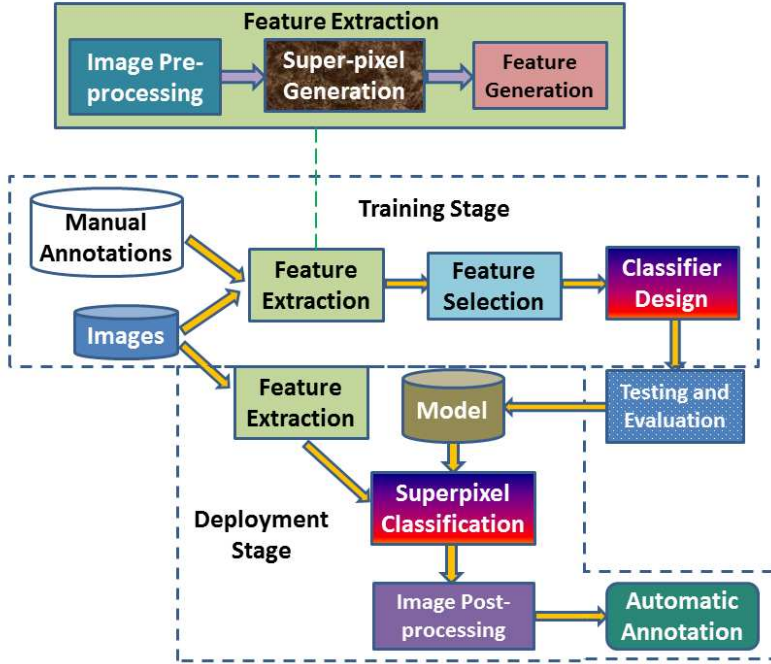 Feature Extraction
Image Pre-
processing
Super-pixel
Generation
Feature
Generation
Training Stage
Manual
Annotations
Images
Feature
Extraction
Feature
Selection
Classifier
Design
Feature
Extraction
Model
Testing and
Evaluation
Deployment
Stage
Superpixel
Classification
Image Post-
processing
Automatic
Annotation